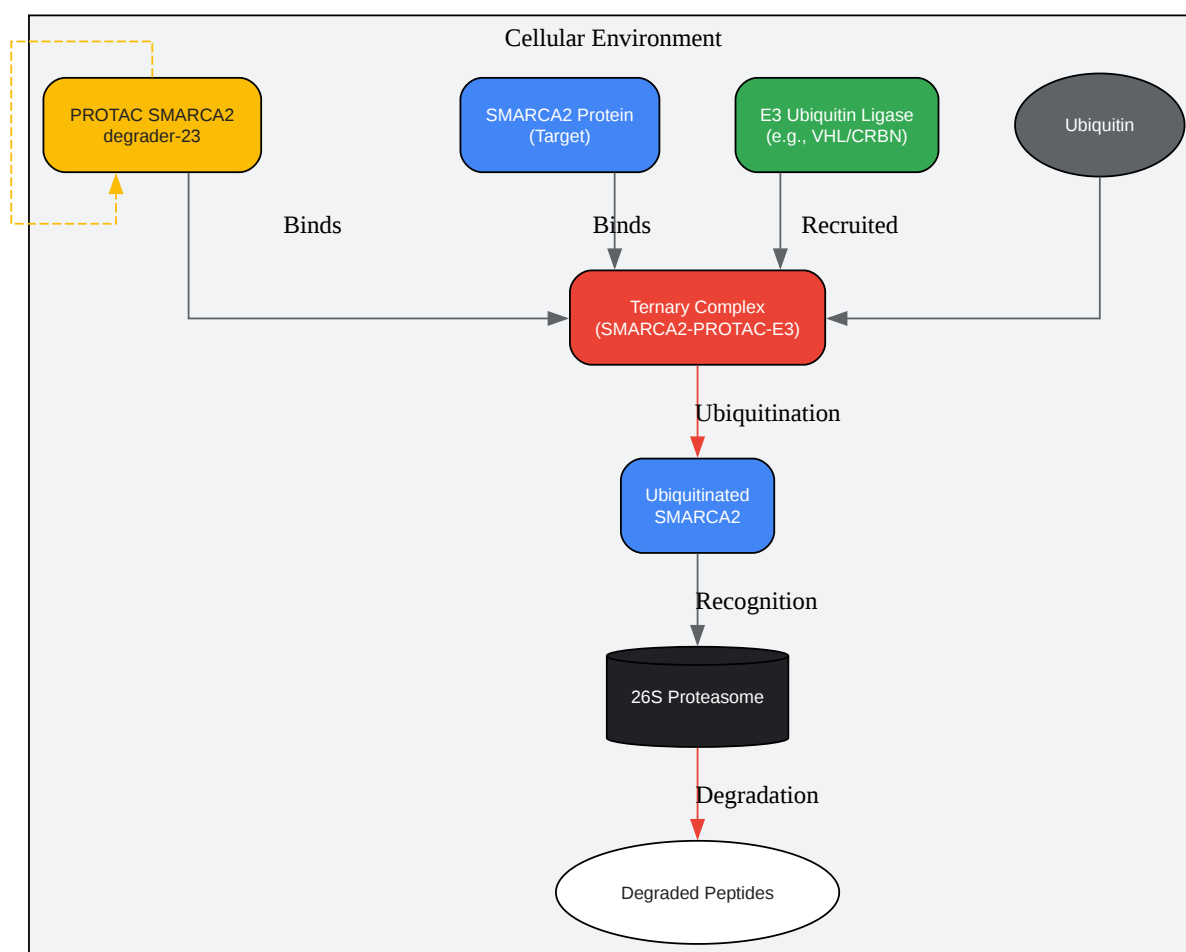 Cellular Environment
PROTAC SMARCA2
degrader-23
SMARCA2 Protein
(Target)
E3 Ubiquitin Ligase
(e.g., VHL/CRBN)
Ubiquitin
Binds
Binds
Recruited
Ternary Complex
(SMARCA2-PROTAC-E3)
Ubiquitination
Ubiquitinated
SMARCA2
Recognition
26S Proteasome
Degradation
Degraded Peptides